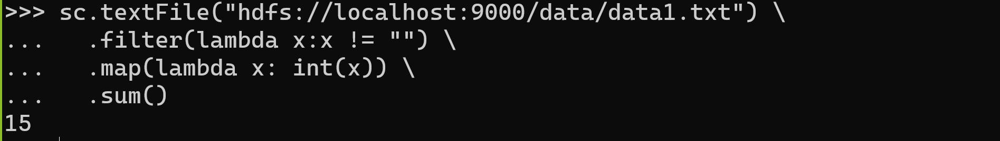 >>> sc.textFile("hdfs://localhost:9000/data/data1.txt") \
...   .filter(lambda x:x != "") \
...   .map(lambda x: int(x)) \
...   .sum()
15